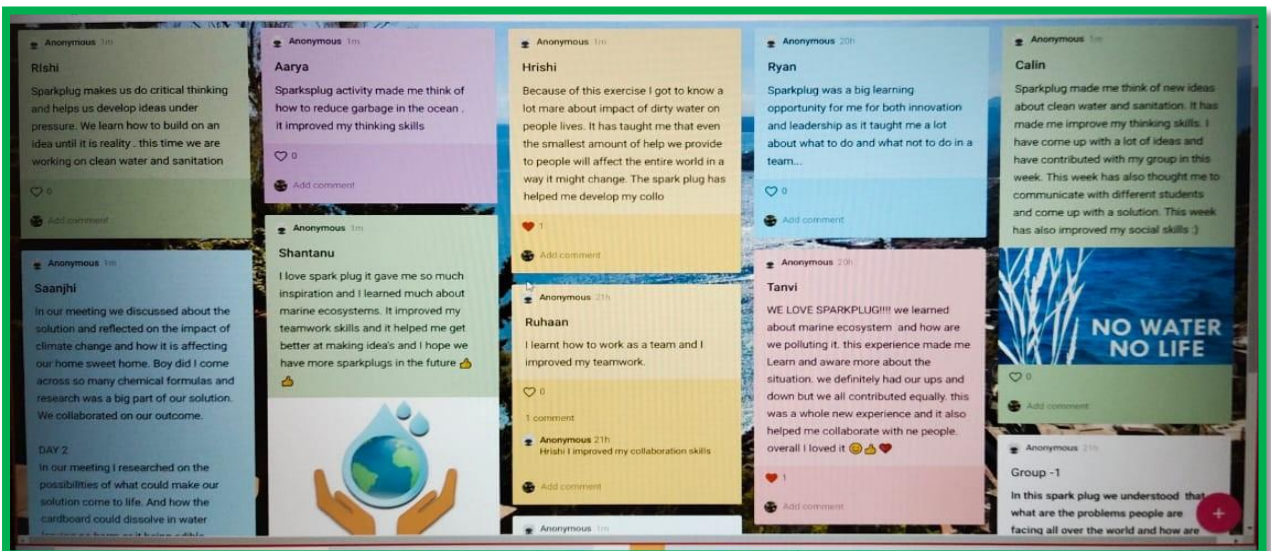 Anonymous 1m
RIshi
Sparkplug makes us do critical thinking
and helps us develop ideas under
pressure. We learn how to build on an
idea until it is reality . this time we are
working on clean water and sanitation
0
Add comment
Anonymous 1m
Saanjhi
In our meeting we discussed about the
solution and reflected on the impact of
climate change and how it is affecting
our home sweet home. Boy did I come
across so many chemical formulas and
research was a big part of our solution.
We collaborated on our outcome.
DAY 2
In our meeting I researched on the
possibilities of what could make our
solution come to life. And how the
cardboard could dissolve in water
Anonymous 1m
Aarya
Sparksplug activity made me think of
how to reduce garbage in the ocean .
it improved my thinking skills
0
Add comment
Anonymous 1m
Shantanu
I love spark plug it gave me so much
inspiration and I learned much about
marine ecosystems. It improved my
teamwork skills and it helped me get
better at making idea's and I hope we
have more sparkplugs in the future 👍
👍
Anonymous 1m
Hrishi
Because of this exercise I got to know a
lot mare about impact of dirty water on
people lives. It has taught me that even
the smallest amount of help we provide
to people will affect the entire world in a
way it might change. The spark plug has
helped me develop my collo
1
Add comment
Anonymous 21h
Ruhaan
I learnt how to work as a team and I
improved my teamwork.
0
1 comment
Anonymous 21h
Hrishi I improved my collaboration skills
Add comment
Anonymous 1m
Anonymous 20h
Ryan
Sparkplug was a big learning
opportunity for me for both innovation
and leadership as it taught me a lot
about what to do and what not to do in a
team...
0
Add comment
Anonymous 20h
Tanvi
WE LOVE SPARKPLUG!!!! we learned
about marine ecosystem and how are
we polluting it. this experience made me
Learn and aware more about the
situation. we definitely had our ups and
down but we all contributed equally. this
was a whole new experience and it also
helped me collaborate with ne people.
overall I loved it 😊👍❤️
1
Add comment
Anonymous 1m
Calin
Sparkplug made me think of new ideas
about clean water and sanitation. It has
made me improve my thinking skills. I
have come up with a lot of ideas and
have contributed with my group in this
week. This week has also thought me to
communicate with different students
and come up with a solution. This week
has also improved my social skills :)
NO WATER
NO LIFE
0
Add comment
Anonymous 21h
Group -1
In this spark plug we understood that
what are the problems people are
facing all over the world and how are